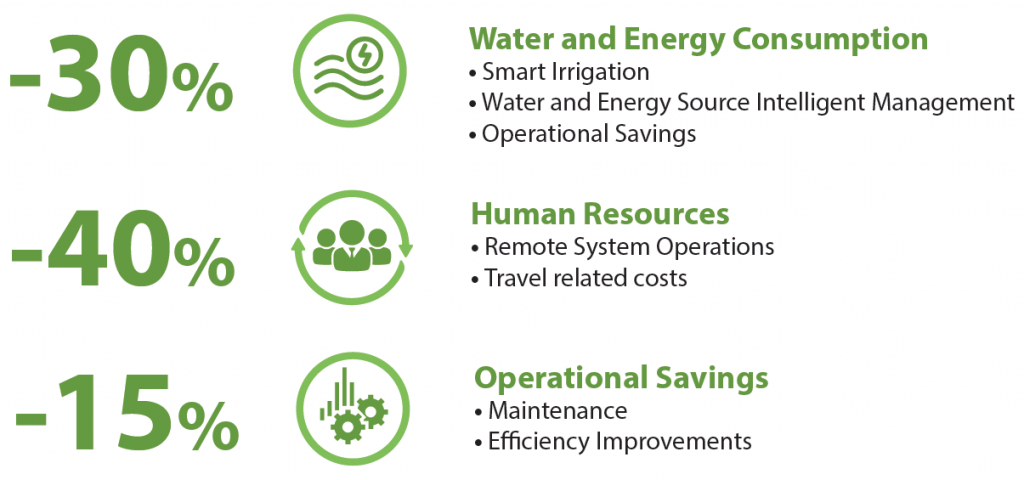 -30%
Water and Energy Consumption
• Smart Irrigation
• Water and Energy Source Intelligent Management
• Operational Savings
-40%
Human Resources
• Remote System Operations
• Travel related costs
-15%
Operational Savings
• Maintenance
• Efficiency Improvements